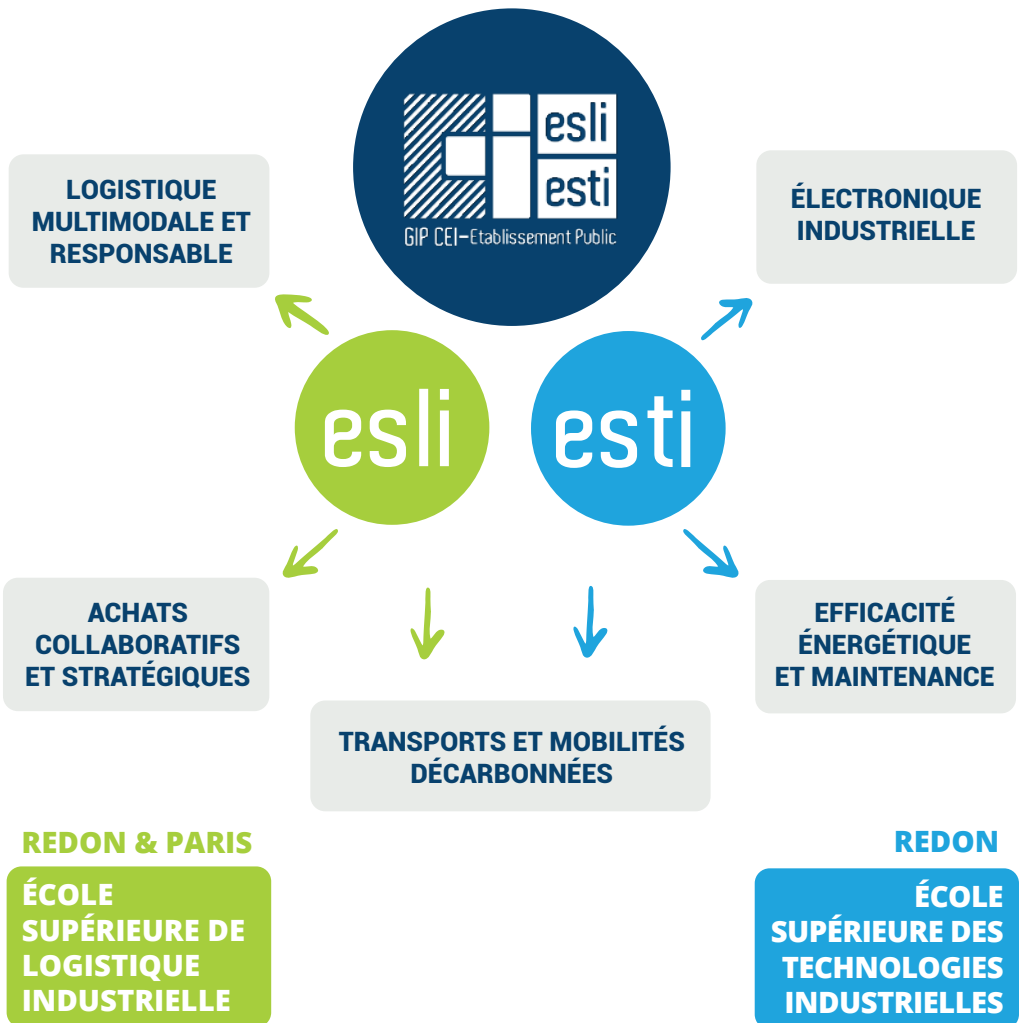 esli
esti
GIP CEI-Etablissement Public
LOGISTIQUE
MULTIMODALE ET
RESPONSABLE
ÉLECTRONIQUE
INDUSTRIELLE
esli
esti
ACHATS
COLLABORATIFS
ET STRATÉGIQUES
EFFICACITÉ
ÉNERGÉTIQUE
ET MAINTENANCE
TRANSPORTS ET MOBILITÉS
DÉCARBONNÉES
REDON & PARIS
ÉCOLE
SUPÉRIEURE DE
LOGISTIQUE
INDUSTRIELLE
REDON
ÉCOLE
SUPÉRIEURE DES
TECHNOLOGIES
INDUSTRIELLES